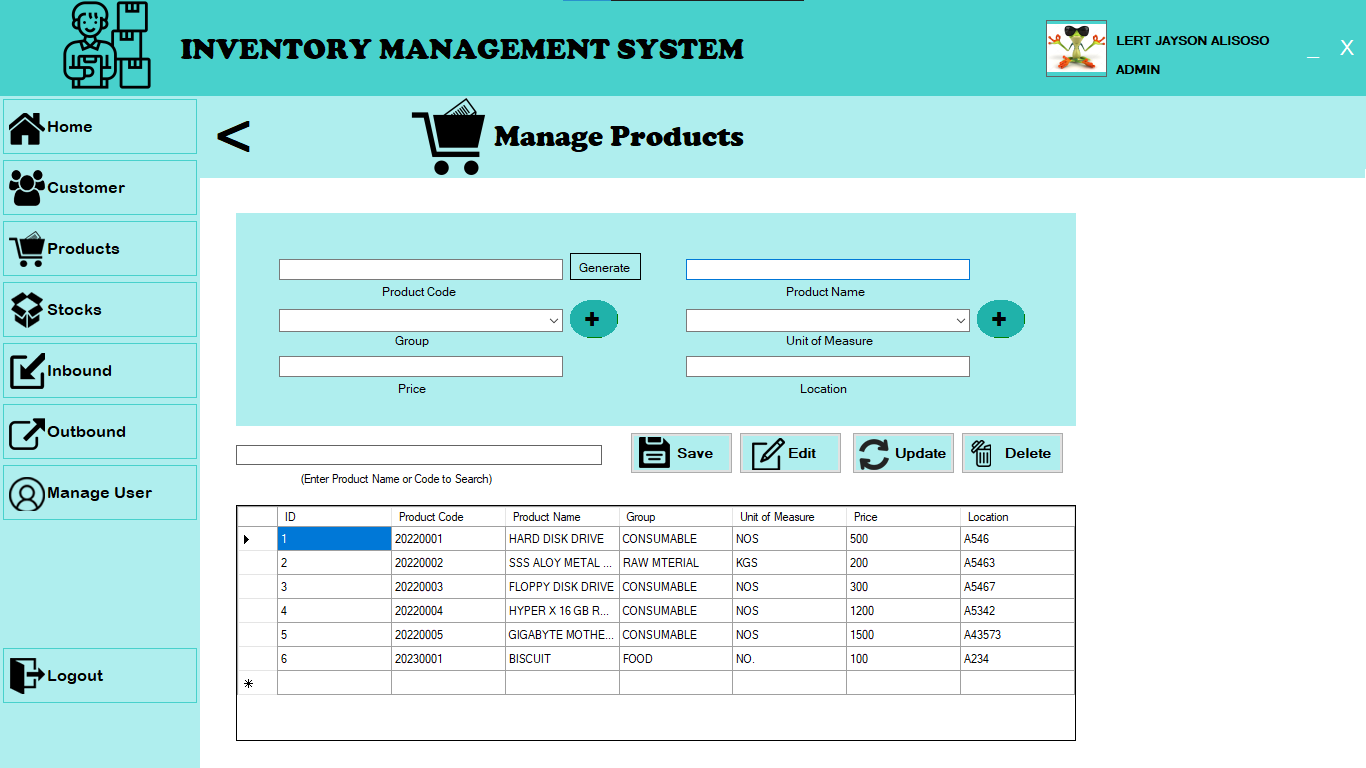 INVENTORY MANAGEMENT SYSTEM
LERT JAYSON ALISOSO
ADMIN
_ X
Home
Customer
Products
Stocks
Inbound
Outbound
Manage User
Logout
< Manage Products
Generate
Product Code
Product Name
+
+
Group
Unit of Measure
Price
Location
Save
Edit
Update
Delete
(Enter Product Name or Code to Search)
ID Product Code Product Name Group Unit of Measure Price Location
1 20220001 HARD DISK DRIVE CONSUMABLE NOS 500 A546
2 20220002 SSS ALOY METAL ... RAW MTERIAL KGS 200 A5463
3 20220003 FLOPPY DISK DRIVE CONSUMABLE NOS 300 A5467
4 20220004 HYPER X 16 GB R... CONSUMABLE NOS 1200 A5342
5 20220005 GIGABYTE MOTHE... CONSUMABLE NOS 1500 A43573
6 20230001 BISCUIT FOOD NO. 100 A234
*